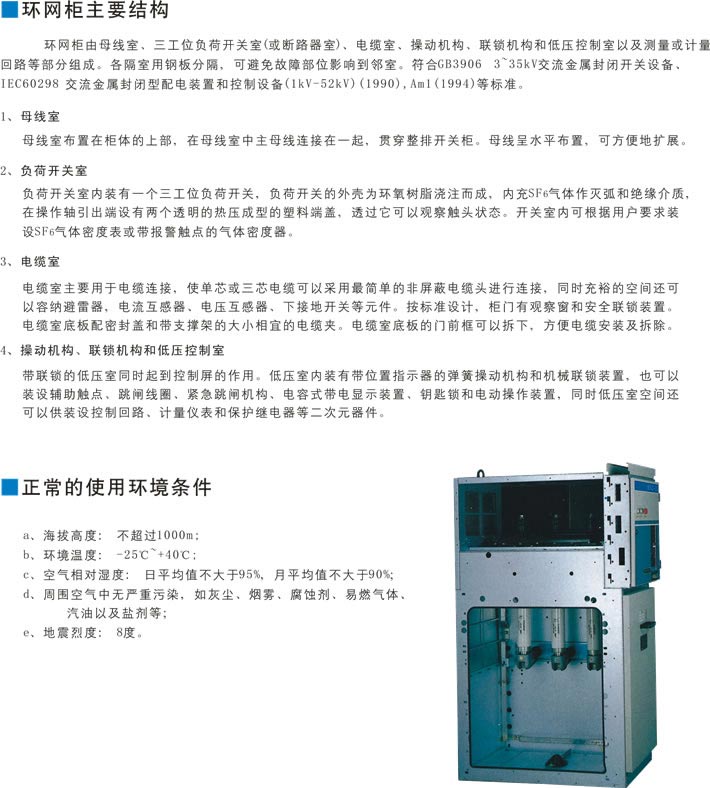 环网柜主要结构
环网柜由母线室、三工位负荷开关室(或断路器室)、电缆室、操动机构、联锁机构和低压控制室以及测量或计量
回路等部分组成。各隔室用钢板分隔，可避免故障部位影响到邻室。符合GB3906 3~35kV交流金属封闭开关设备、
IEC60298 交流金属封闭型配电装置和控制设备(1kV-52kV)(1990),Am1(1994)等标准。
1、母线室
母线室布置在柜体的上部，在母线室中主母线连接在一起，贯穿整排开关柜。母线呈水平布置，可方便地扩展。
2、负荷开关室
负荷开关室内装有一个三工位负荷开关，负荷开关的外壳为环氧树脂浇注而成，内充SF6气体作灭弧和绝缘介质，
在操作轴引出端设有两个透明的热压成型的塑料端盖，透过它可以观察触头状态。开关室内可根据用户要求装
设SF6气体密度表或带报警触点的气体密度器。
3、电缆室
电缆室主要用于电缆连接，使单芯或三芯电缆可以采用最简单的非屏蔽电缆头进行连接，同时充裕的空间还可
以容纳避雷器，电流互感器、电压互感器、下接地开关等元件。按标准设计，柜门有观察窗和安全联锁装置。
电缆室底板配密封盖和带支撑架的大小相宜的电缆夹。电缆室底板的门前框可以拆下，方便电缆安装及拆除。
4、操动机构、联锁机构和低压控制室
带联锁的低压室同时起到控制屏的作用。低压室内装有带位置指示器的弹簧操动机构和机械联锁装置，也可以
装设辅助触点、跳闸线圈、紧急跳闸机构、电容式带电显示装置、钥匙锁和电动操作装置，同时低压室空间还
可以供装设控制回路、计量仪表和保护继电器等二次元器件。
正常的使用环境条件
a、海拔高度： 不超过1000m；
b、环境温度： -25℃~+40℃；
c、空气相对湿度： 日平均值不大于95%，月平均值不大于90%;
d、周围空气中无严重污染，如灰尘、烟雾、腐蚀剂、易燃气体、
汽油以及盐剂等；
e、地震烈度： 8度。